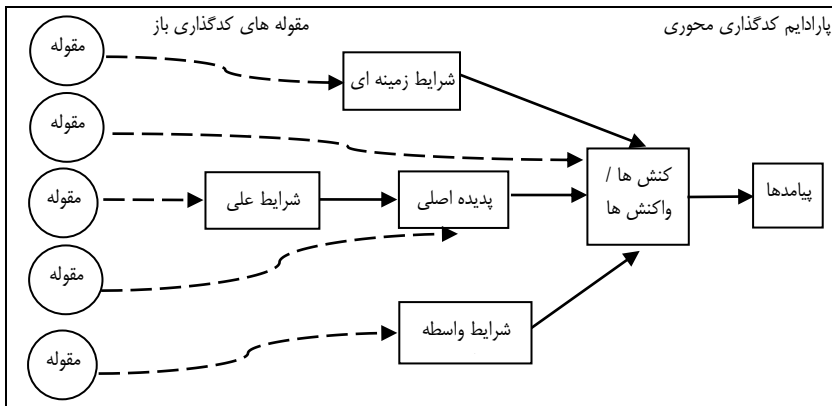 پارادایم کدگذاری محوری
مقوله های کدگذاری باز
مقوله
شرایط زمینه ای
مقوله
کنش ها /
واکنش ها
پیامدها
پدیده اصلی
شرایط علی
مقوله
مقوله
شرایط واسطه
مقوله